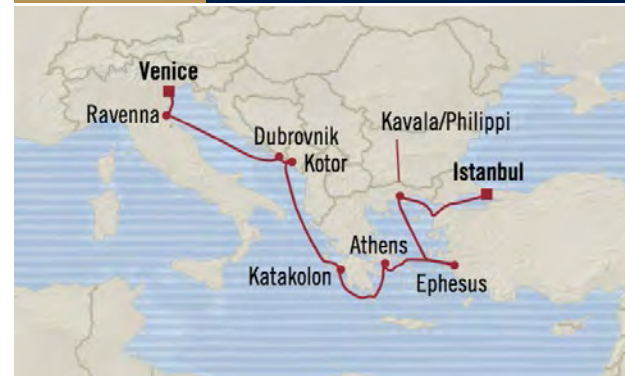 Venice
Ravenna
Dubrovnik
Kavala/Philippi
Kotor
Istanbul
Athens
Katakolon
Ephesus